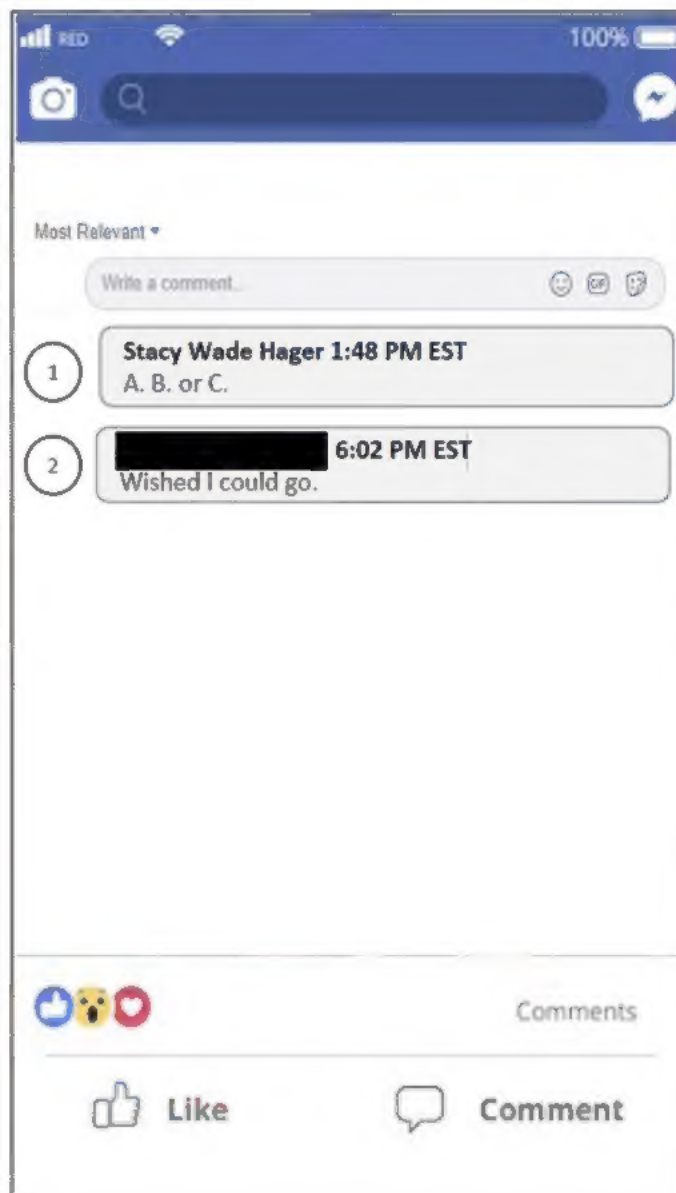 RED 100%
Most Relevant
Write a comment... GIF
1 Stacy Wade Hager 1:48 PM EST
A. B. or C.
2 6:02 PM EST
Wished I could go.
Comments
Like Comment